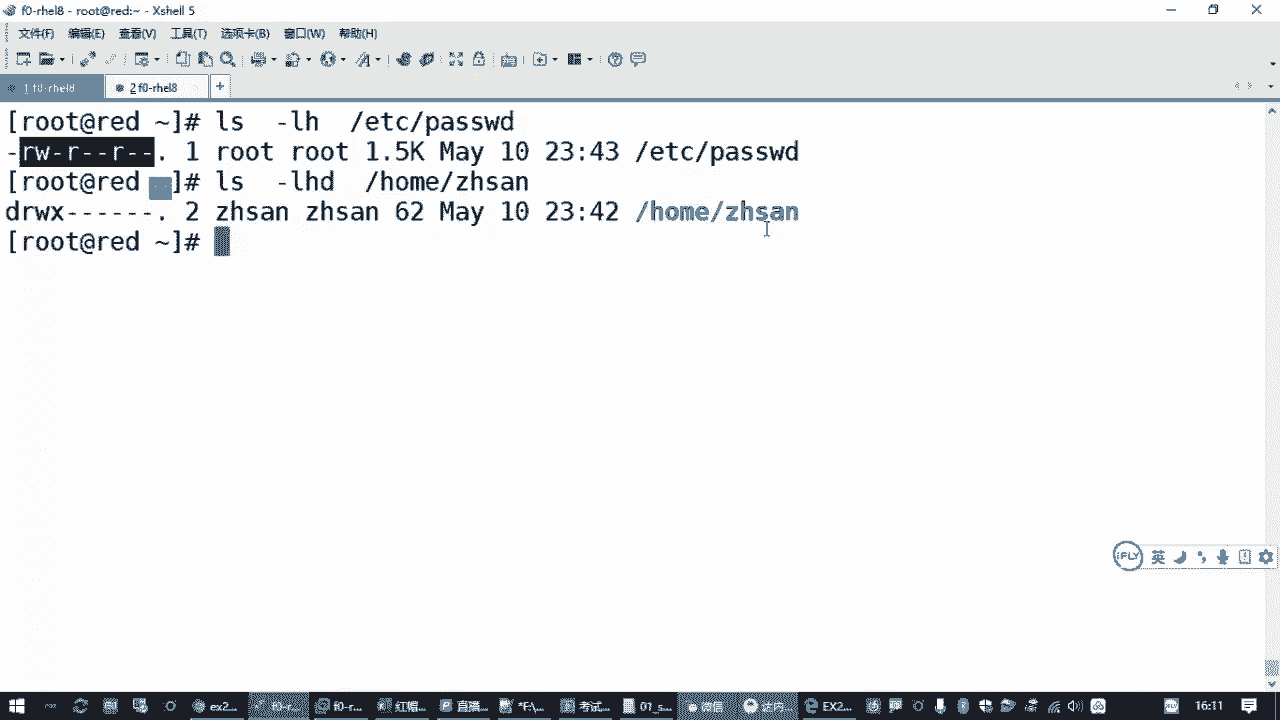 f0-rhel8 - root@red:~ - Xshell 5
文件(F) 编辑(E) 查看(V) 工具(T) 选项卡(B) 窗口(W) 帮助(H)
1 f0-rhel8 2 f0-rhel8 +
[root@red ~]# ls -lh /etc/passwd
-rw-r--r--. 1 root root 1.5K May 10 23:43 /etc/passwd
[root@red ]# ls -lhd /home/zhsan
drwx------. 2 zhsan zhsan 62 May 10 23:42 /home/zhsan
[root@red ~]#
iFLY 英
ex2... f0-r... f0-r... 红帽... 直播... *F:\... 考试... 01_s... 微信 EX2... iFLY 16:11